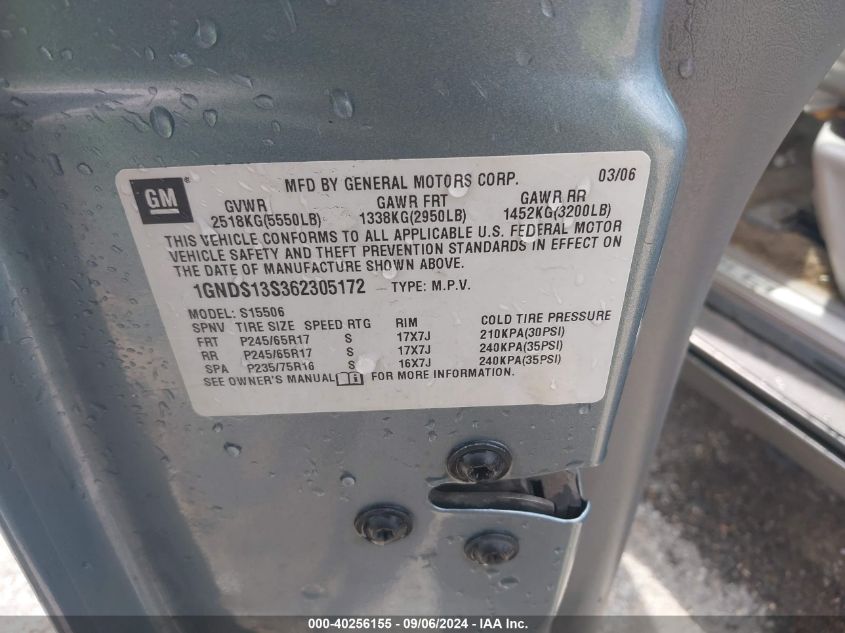 GM ® MFD BY GENERAL MOTORS CORP. 03/06
GVWR GAWR FRT GAWR RR
2518KG(5550LB) 1338KG(2950LB) 1452KG(3200LB)
THIS VEHICLE CONFORMS TO ALL APPLICABLE U.S. FEDERAL MOTOR
VEHICLE SAFETY AND THEFT PREVENTION STANDARDS IN EFFECT ON
THE DATE OF MANUFACTURE SHOWN ABOVE.
1GNDS13S362305172 TYPE: M.P.V.
MODEL: S15506
SPNV TIRE SIZE SPEED RTG RIM COLD TIRE PRESSURE
FRT P245/65R17 S 17X7J 210KPA(30PSI)
RR P245/65R17 S 17X7J 240KPA(35PSI)
SPA P235/75R16 S 16X7J 240KPA(35PSI)
SEE OWNER'S MANUAL FOR MORE INFORMATION.
000-40256155 - 09/06/2024 - IAA Inc.